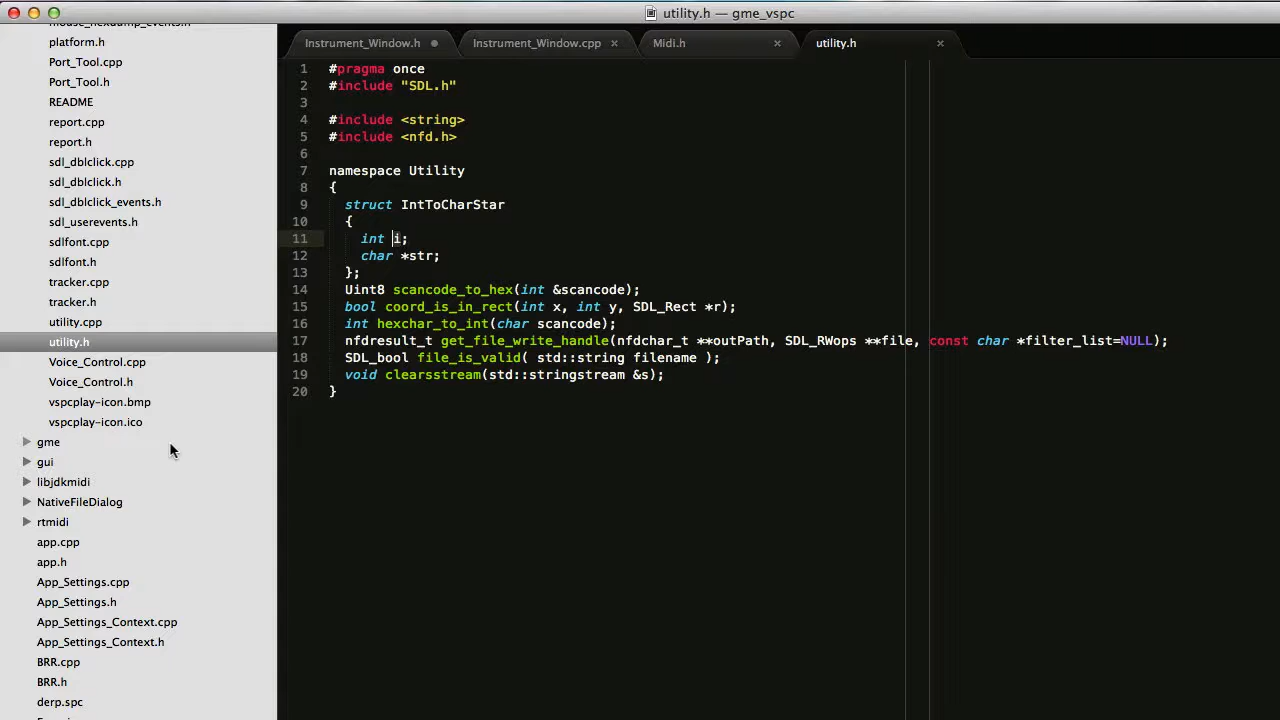 utility.h — gme_vspc
mouse_hexdump_events.h
platform.h
Port_Tool.cpp
Port_Tool.h
README
report.cpp
report.h
sdl_dblclick.cpp
sdl_dblclick.h
sdl_dblclick_events.h
sdl_userevents.h
sdlfont.cpp
sdlfont.h
tracker.cpp
tracker.h
utility.cpp
utility.h
Voice_Control.cpp
Voice_Control.h
vspcplay-icon.bmp
vspcplay-icon.ico
gme
gui
libjdkmidi
NativeFileDialog
rtmidi
app.cpp
app.h
App_Settings.cpp
App_Settings.h
App_Settings_Context.cpp
App_Settings_Context.h
BRR.cpp
BRR.h
derp.spc
Instrument_Window.h Instrument_Window.cpp Midi.h utility.h
1 #pragma once
2 #include "SDL.h"
3
4 #include <string>
5 #include <nfd.h>
6
7 namespace Utility
8 {
9 struct IntToCharStar
10 {
11 int i;
12 char *str;
13 };
14 Uint8 scancode_to_hex(int &scancode);
15 bool coord_is_in_rect(int x, int y, SDL_Rect *r);
16 int hexchar_to_int(char scancode);
17 nfdresult_t get_file_write_handle(nfdchar_t **outPath, SDL_RWops **file, const char *filter_list=NULL);
18 SDL_bool file_is_valid( std::string filename );
19 void clearsstream(std::stringstream &s);
20 }